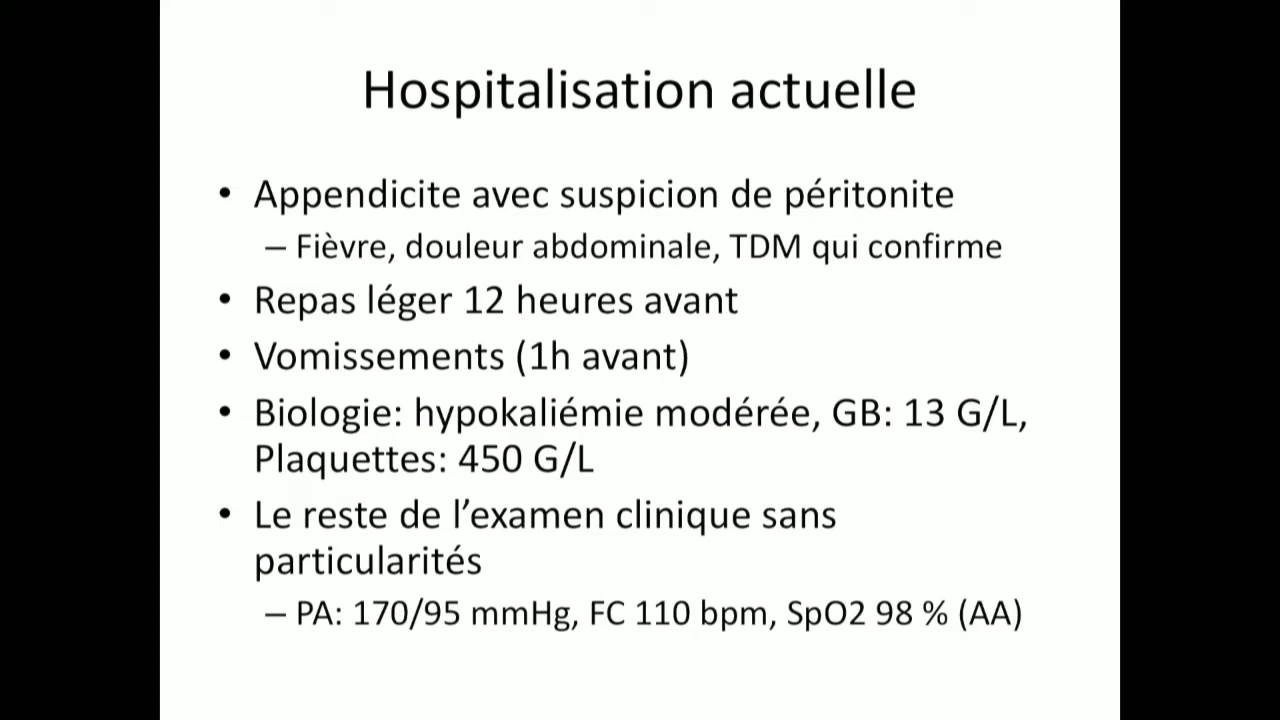 Hospitalisation actuelle
• Appendicite avec suspicion de péritonite
– Fièvre, douleur abdominale, TDM qui confirme
• Repas léger 12 heures avant
• Vomissements (1h avant)
• Biologie: hypokaliémie modérée, GB: 13 G/L,
Plaquettes: 450 G/L
• Le reste de l’examen clinique sans
particularités
– PA: 170/95 mmHg, FC 110 bpm, SpO2 98 % (AA)